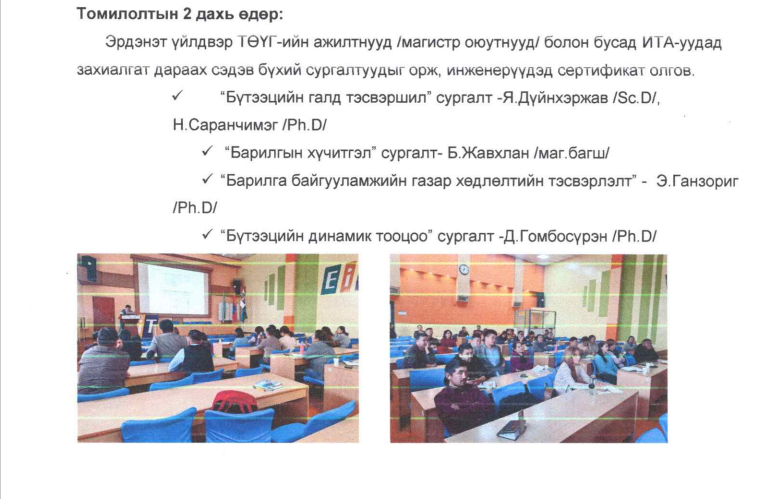 Томилолтын 2 дахь өдөр:
Эрдэнэт үйлдвэр ТӨҮГ-ийн ажилтнууд /магистр оюутнууд/ болон бусад ИТА-уудад
захиалгат дараах сэдэв бүхий сургалтуудыг орж, инженерүүдэд сертификат олгов.
✓ “Бүтээцийн галд тэсвэршил” сургалт -Я.Дүйнхэржав /Sc.D/,
Н.Саранчимэг /Ph.D/
✓ “Барилгын хүчитгэл” сургалт- Б.Жавхлан /маг.багш/
✓ “Барилга байгууламжийн газар хөдлөлтийн тэсвэрлэлт” - Э.Ганзориг
/Ph.D/
✓ “Бүтээцийн динамик тооцоо” сургалт -Д.Гомбосүрэн /Ph.D/